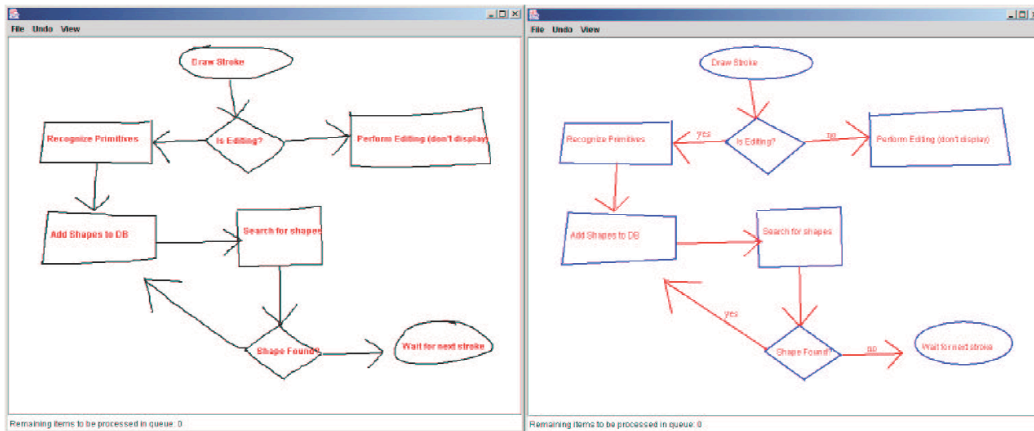 File Undo View
Draw Stroke
Recognize Primitives
Is Editing?
Perform Editing (don't display)
Add Shapes to DB
Search for shapes
Shape Found?
Wait for next stroke
Remaining items to be processed in queue: 0
File Undo View
Draw Stroke
Recognize Primitives
yes
Is Editing?
no
Perform Editing (don't display)
Add Shapes to DB
Search for shapes
yes
Shape Found?
no
Wait for next stroke
Remaining items to be processed in queue: 0